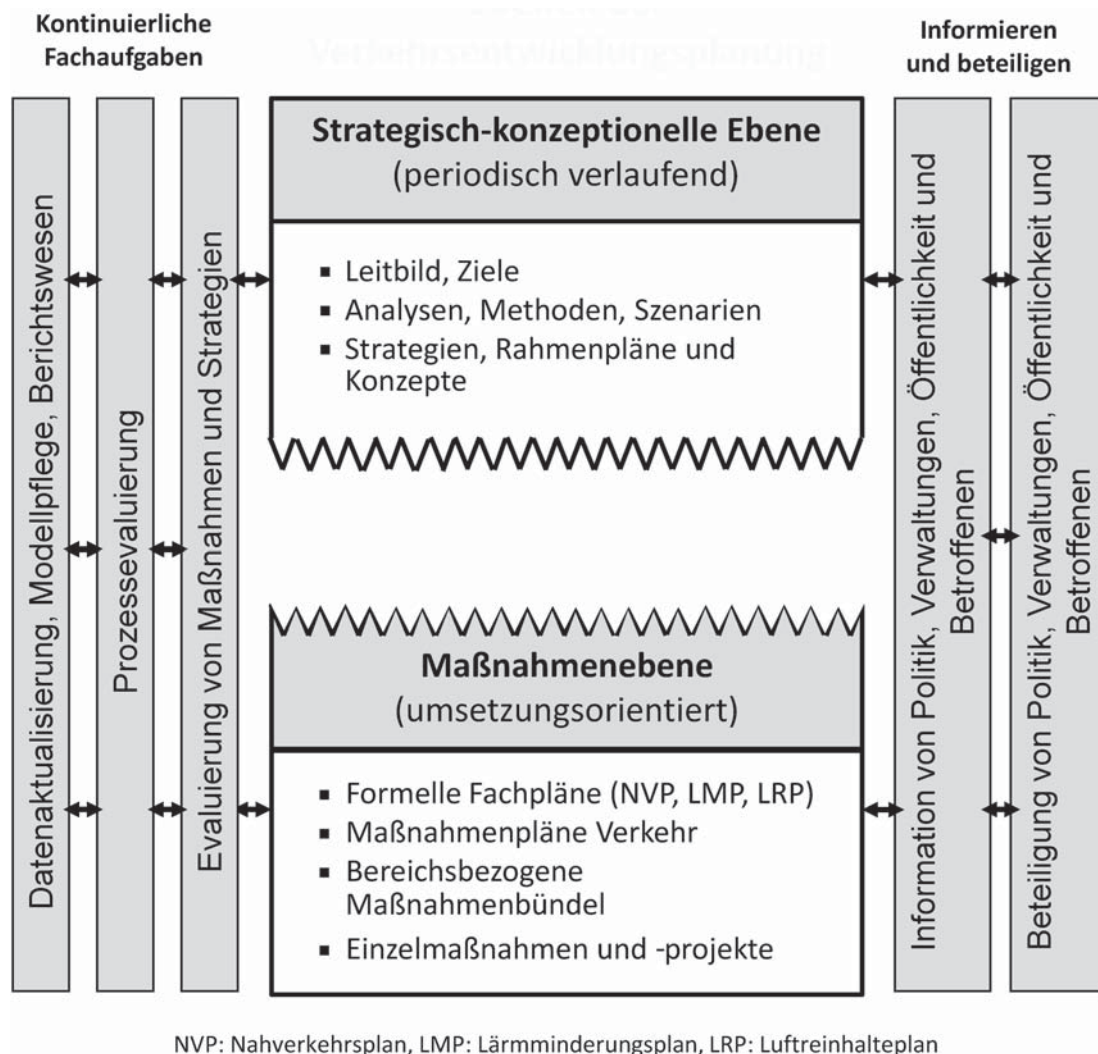 Verkehrsentwicklungsplanung
Kontinuierliche
Fachaufgaben
Informieren
und beteiligen
Datenaktualisierung, Modellpflege, Berichtswesen
Prozessevaluierung
Evaluierung von Maßnahmen und Strategien
Strategisch-konzeptionelle Ebene
(periodisch verlaufend)
▪ Leitbild, Ziele
▪ Analysen, Methoden, Szenarien
▪ Strategien, Rahmenpläne und
Konzepte
Maßnahmenebene
(umsetzungsorientiert)
▪ Formelle Fachpläne (NVP, LMP, LRP)
▪ Maßnahmenpläne Verkehr
▪ Bereichsbezogene
Maßnahmenbündel
▪ Einzelmaßnahmen und -projekte
Information von Politik, Verwaltungen, Öffentlichkeit und
Betroffenen
Beteiligung von Politik, Verwaltungen, Öffentlichkeit und
Betroffenen
NVP: Nahverkehrsplan, LMP: Lärmminderungsplan, LRP: Luftreinhalteplan